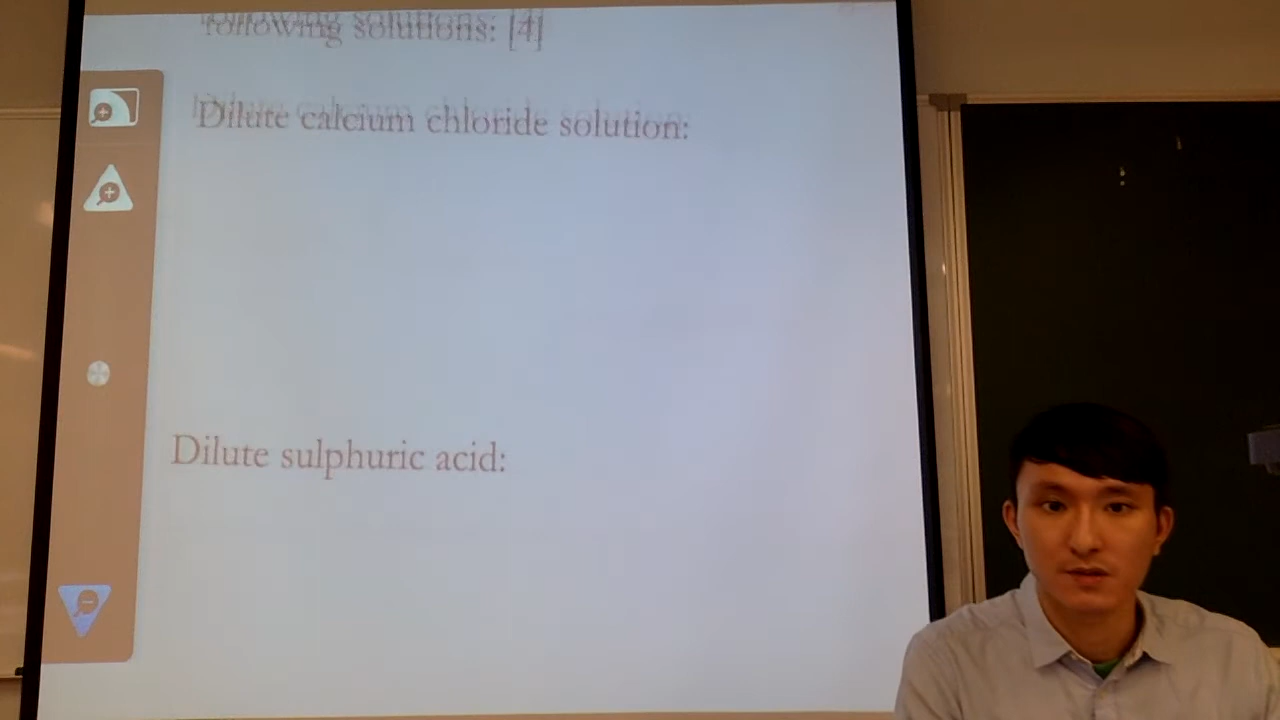 following solutions: [4]
Dilute calcium chloride solution:
Dilute sulphuric acid: